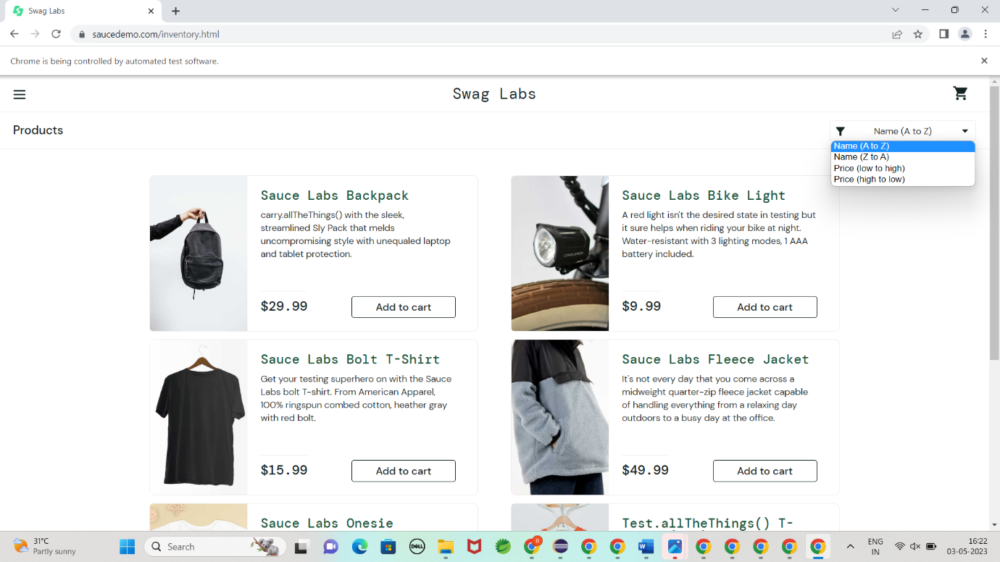 Swag Labs
saucedemo.com/inventory.html
Chrome is being controlled by automated test software.
Swag Labs
Products
Name (A to Z)
Name (A to Z)
Name (Z to A)
Price (low to high)
Price (high to low)
Sauce Labs Backpack
carry.allTheThings() with the sleek,
streamlined Sly Pack that melds
uncompromising style with unequaled laptop
and tablet protection.
$29.99
Add to cart
Sauce Labs Bike Light
A red light isn't the desired state in testing but
it sure helps when riding your bike at night.
Water-resistant with 3 lighting modes, 1 AAA
battery included.
$9.99
Add to cart
Sauce Labs Bolt T-Shirt
Get your testing superhero on with the Sauce
Labs bolt T-shirt. From American Apparel,
100% ringspun combed cotton, heather gray
with red bolt.
$15.99
Add to cart
Sauce Labs Fleece Jacket
It's not every day that you come across a
midweight quarter-zip fleece jacket capable
of handling everything from a relaxing day
outdoors to a busy day at the office.
$49.99
Add to cart
Sauce Labs Onesie
Test.allTheThings() T-
31°C
Partly sunny
Search
DELL
8
W
ENG
IN
16:22
03-05-2023